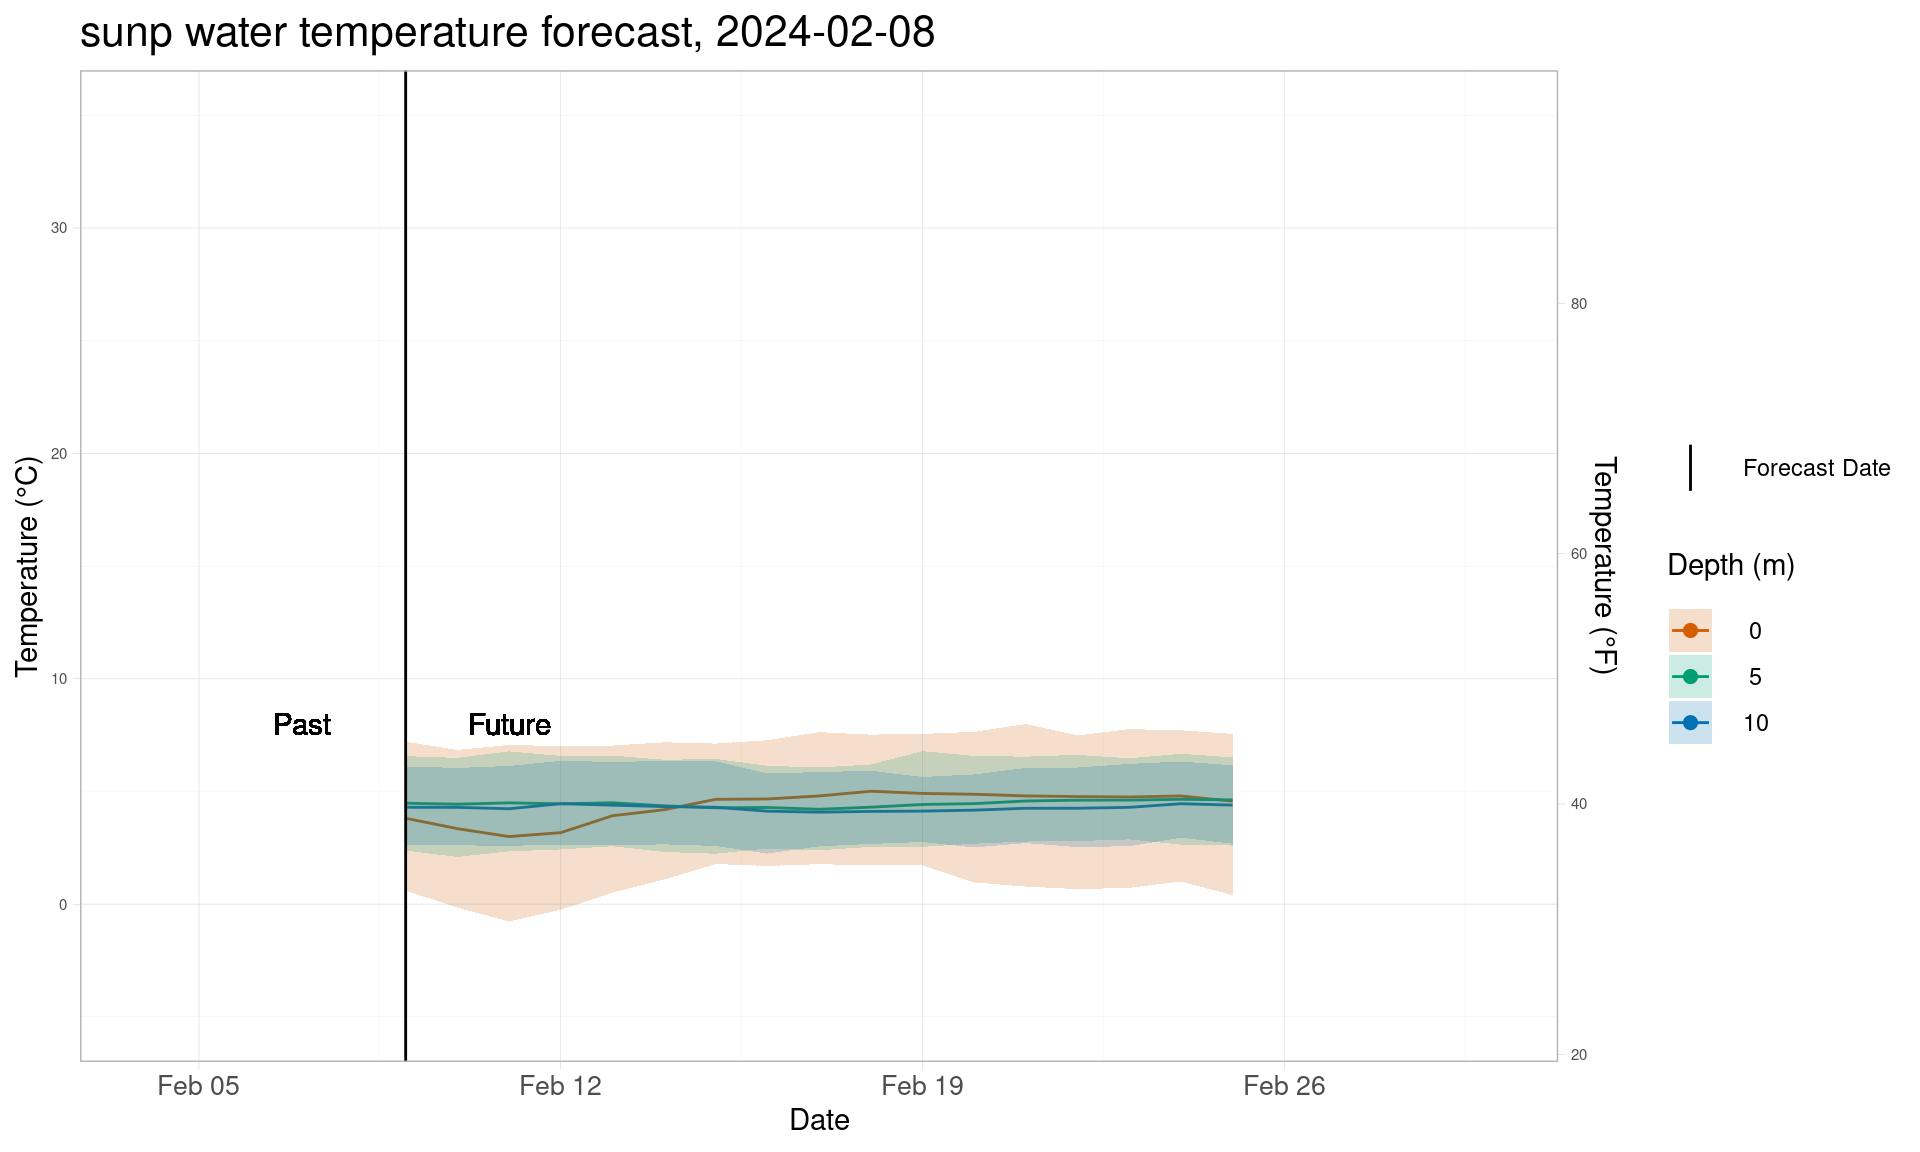 sunp water temperature forecast, 2024-02-08
Temperature (°C)
30
20
10
0
Past
Future
80
60
40
20
Temperature (°F)
Feb 05
Feb 12
Feb 19
Feb 26
Date
Forecast Date
Depth (m)
0
5
10